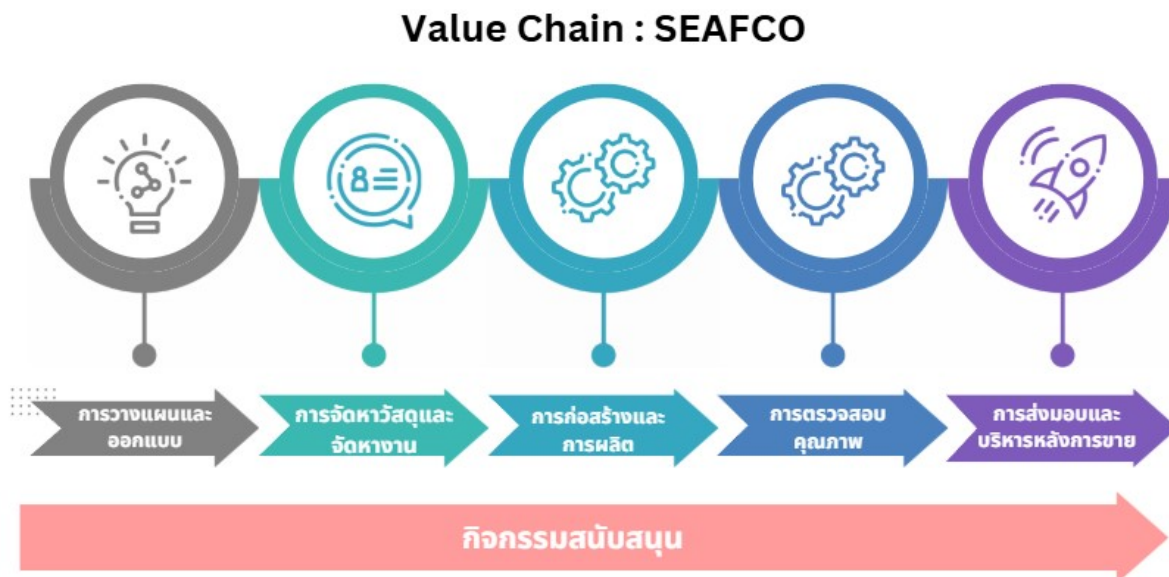 Value Chain : SEAFCO
การวางแผนและ
ออกแบบ
การจัดหาวัสดุและ
จัดหางาน
การก่อสร้างและ
การผลิต
การตรวจสอบ
คุณภาพ
การส่งมอบและ
บริหารหลังการขาย
กิจกรรมสนับสนุน